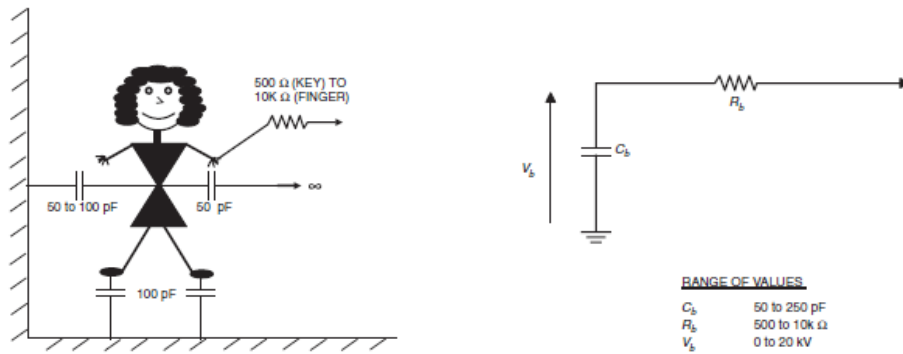 500 Ω (KEY) TO
10K Ω (FINGER)
∞
50 to 100 pF
50 pF
100 pF
R_b
C_b
V_b
RANGE OF VALUES
C_b 50 to 250 pF
R_b 500 to 10k Ω
V_b 0 to 20 kV